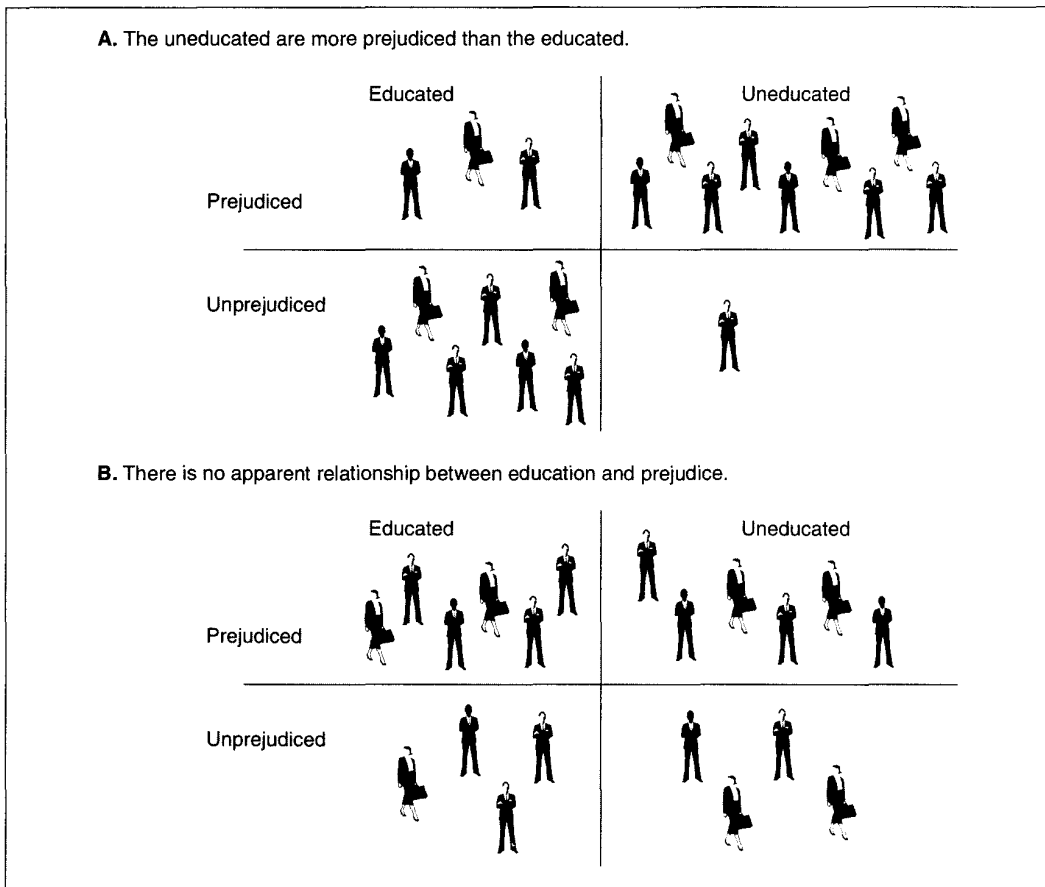 A. The uneducated are more prejudiced than the educated.
Educated Uneducated
Prejudiced
Unprejudiced
B. There is no apparent relationship between education and prejudice.
Educated Uneducated
Prejudiced
Unprejudiced